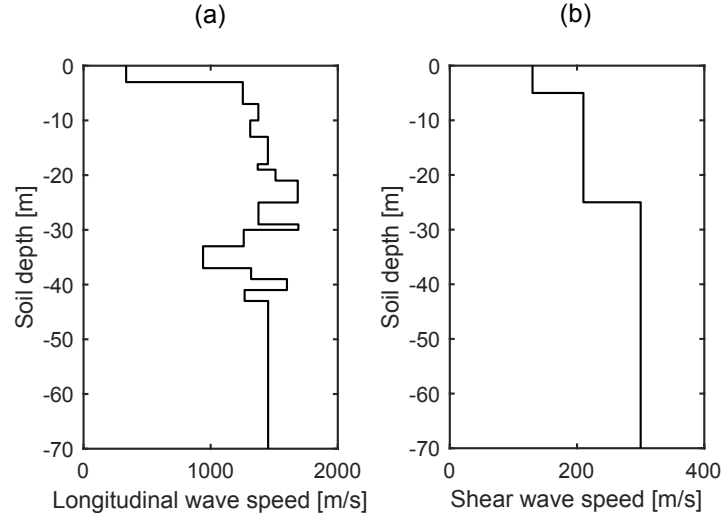 (a)
0
-10
-20
-30
-40
-50
-60
-70
Soil depth [m]
0 1000 2000
Longitudinal wave speed [m/s]
(b)
0
-10
-20
-30
-40
-50
-60
-70
Soil depth [m]
0 200 400
Shear wave speed [m/s]